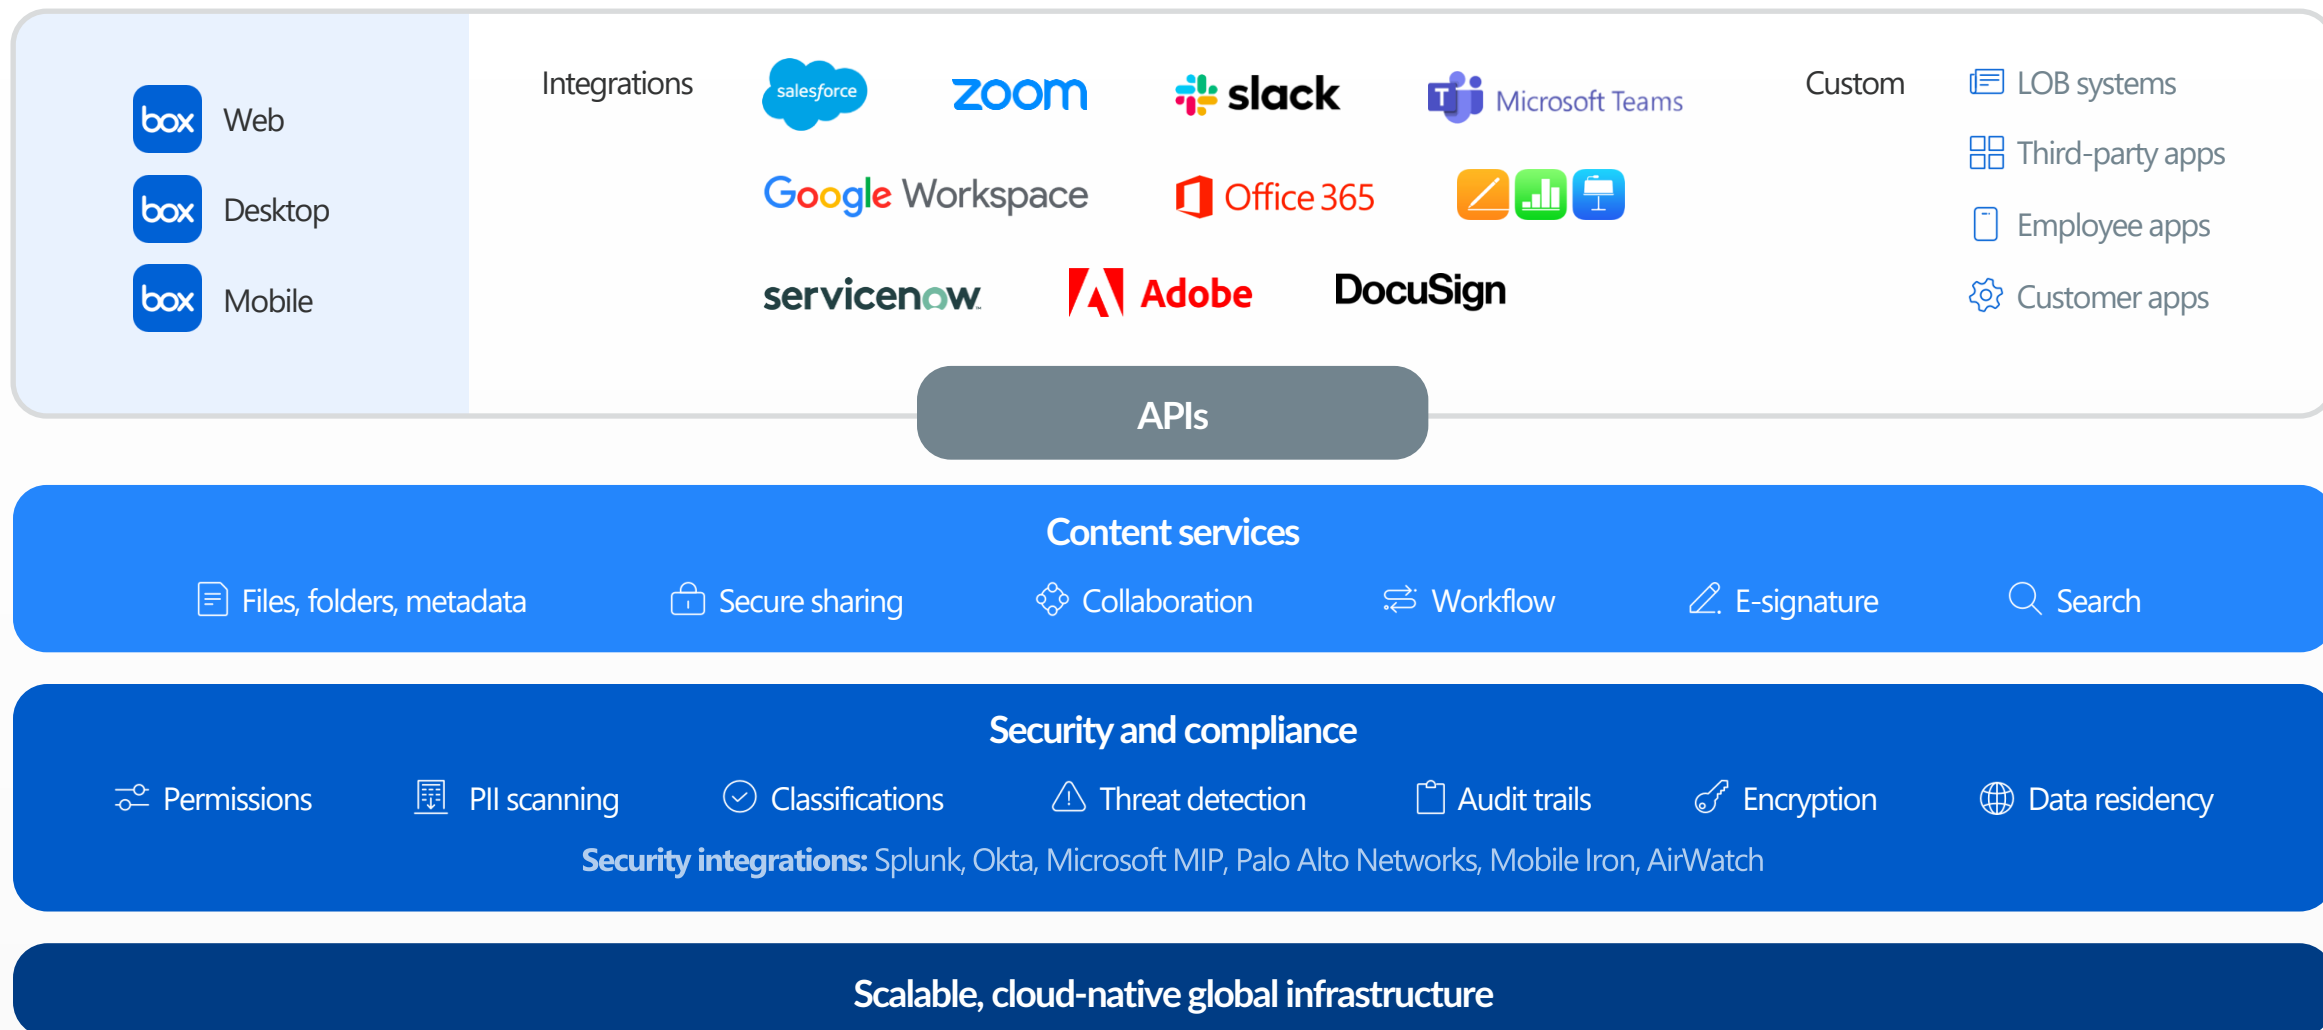 box Web
box Desktop
box Mobile
Integrations
salesforce
zoom
slack
T Microsoft Teams
Google Workspace
Office 365
servicenow
Adobe
DocuSign
Custom
LOB systems
Third-party apps
Employee apps
Customer apps
APIs
Content services
Files, folders, metadata Secure sharing Collaboration Workflow E-signature Search
Security and compliance
Permissions PII scanning Classifications Threat detection Audit trails Encryption Data residency
Security integrations: Splunk, Okta, Microsoft MIP, Palo Alto Networks, Mobile Iron, AirWatch
Scalable, cloud-native global infrastructure